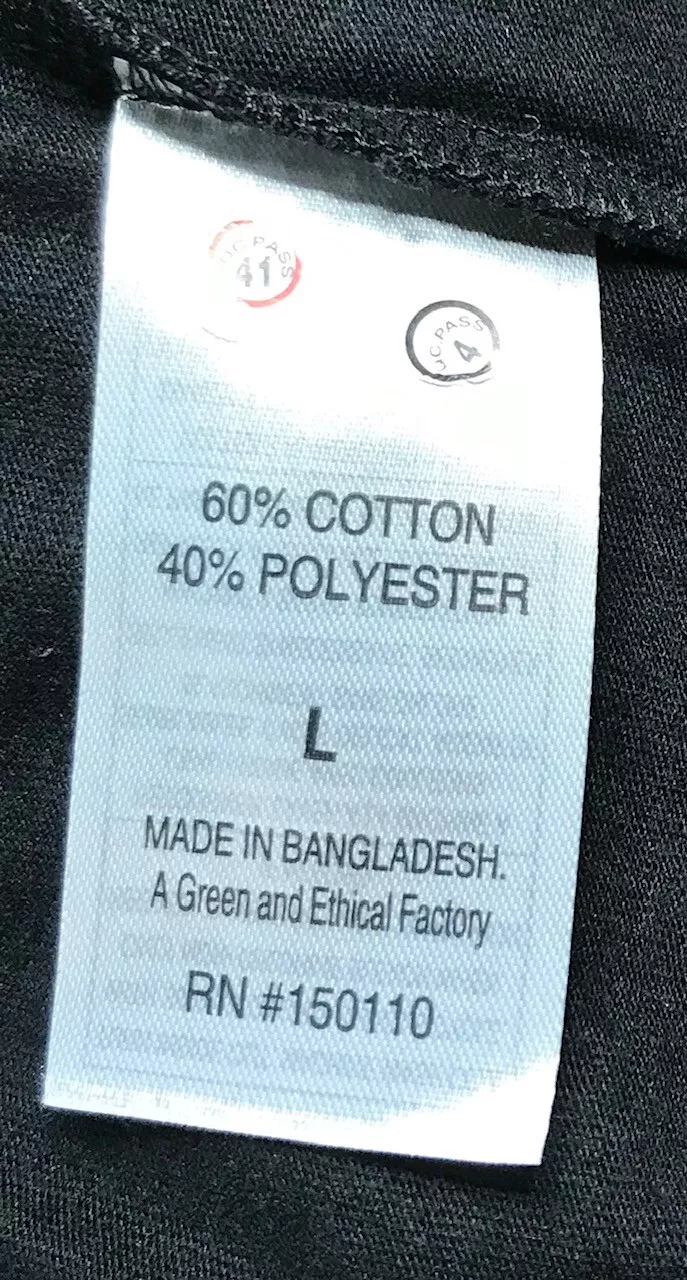 Q.C.PASS
41
Q.C.PASS
4
60% COTTON
40% POLYESTER
L
MADE IN BANGLADESH.
A Green and Ethical Factory
RN #150110